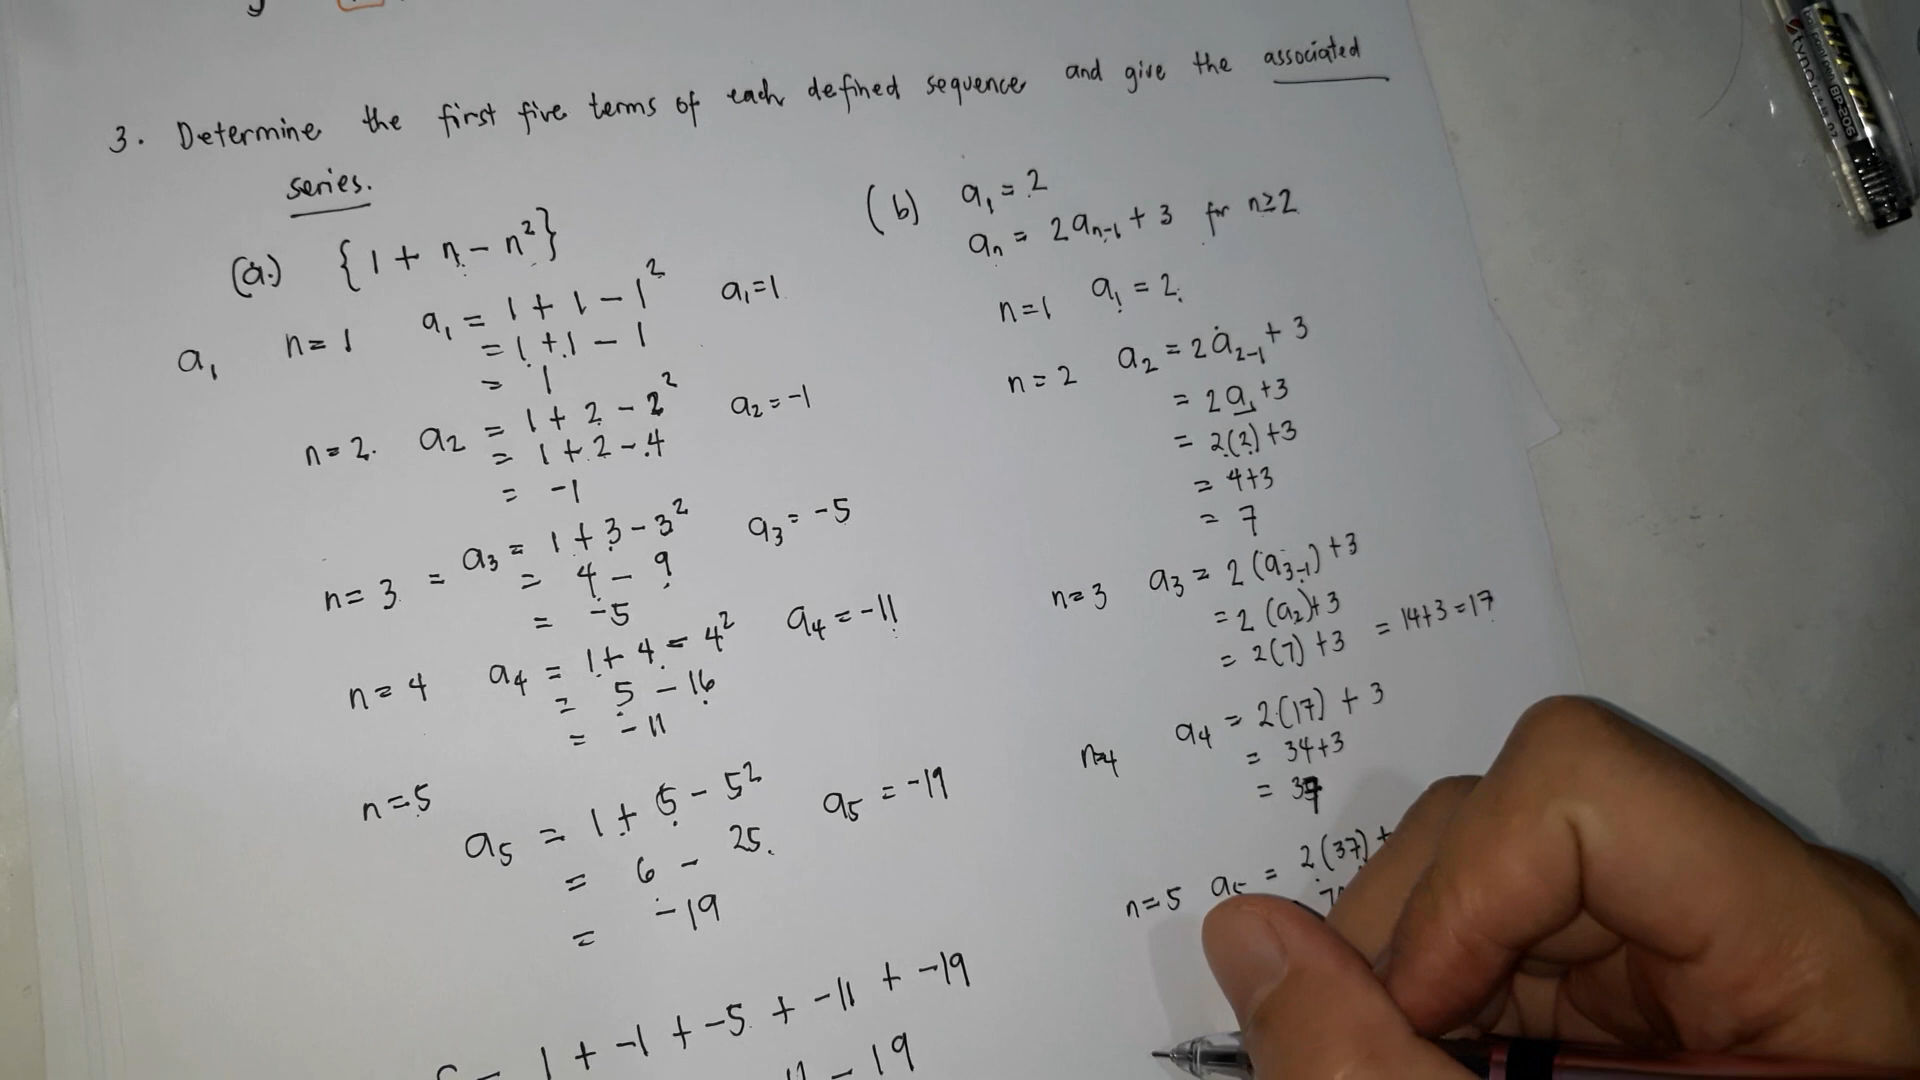 3. Determine the first five terms of each defined sequence and give the associated
series.
(a.) {1 + n - n²}
a₁ n = 1 a₁ = 1 + 1 - 1² a₁ = 1
= 1 + 1 - 1
= 1
n = 2. a₂ = 1 + 2 - 2² a₂ = -1
= 1 + 2 - 4
= -1
n = 3 = a₃ = 1 + 3 - 3² a₃ = -5
= 4 - 9
= -5
n = 4 a₄ = 1 + 4 - 4² a₄ = -11
= 5 - 16
= -11
n = 5 a₅ = 1 + 5 - 5² a₅ = -19
= 6 - 25
= -19
1 + -1 + -5 + -11 + -19
- 19
(b) a₁ = 2
aₙ = 2aₙ₋₁ + 3 for n ≥ 2
n = 1 a₁ = 2
n = 2 a₂ = 2a₂₋₁ + 3
= 2a₁ + 3
= 2(2) + 3
= 4 + 3
= 7
n = 3 a₃ = 2(a₃₋₁) + 3
= 2(a₂) + 3
= 2(7) + 3 = 14 + 3 = 17
n=4 a₄ = 2(17) + 3
= 34 + 3
= 37
n = 5 a₅ = 2(37) +
BP-206